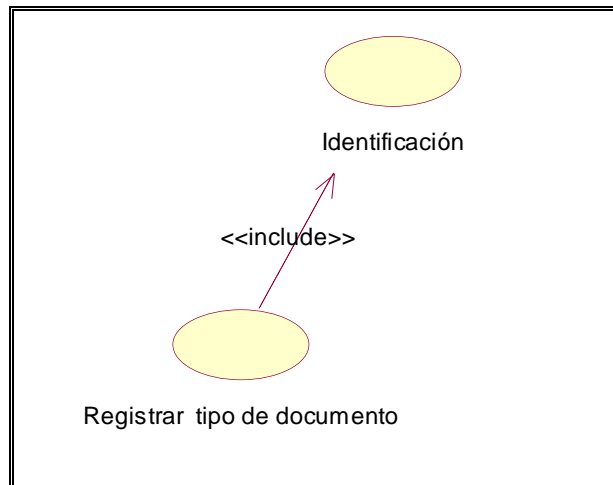 Identificación
<<include>>
Registrar tipo de documento